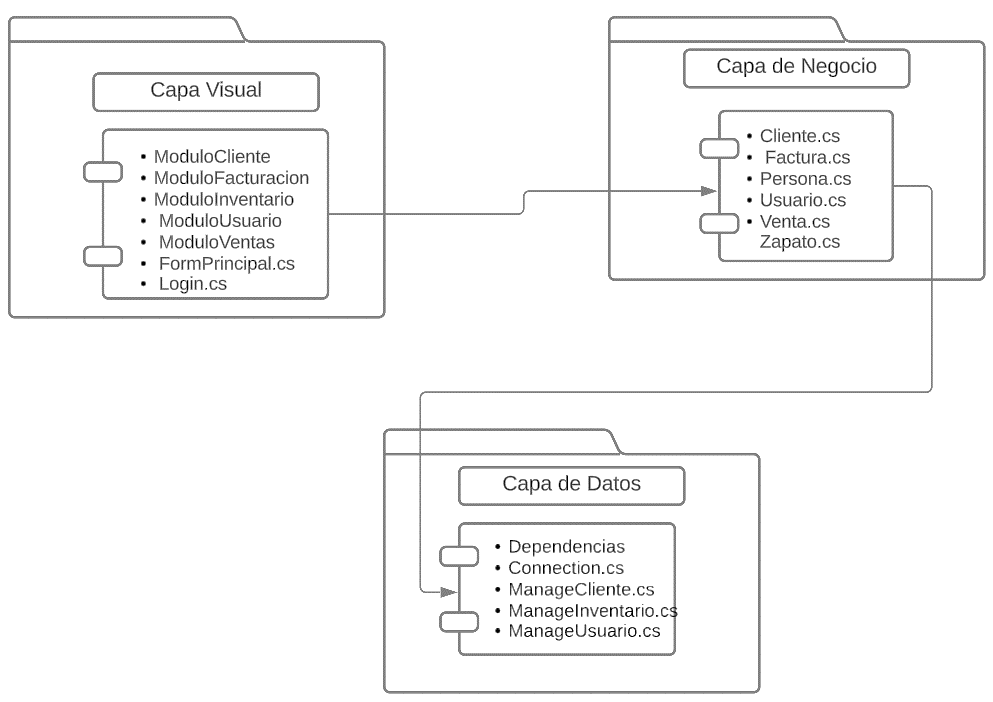 Capa Visual
• ModuloCliente
• ModuloFacturacion
• ModuloInventario
• ModuloUsuario
• ModuloVentas
• FormPrincipal.cs
• Login.cs
Capa de Negocio
• Cliente.cs
• Factura.cs
• Persona.cs
• Usuario.cs
• Venta.cs
Zapato.cs
Capa de Datos
• Dependencias
• Connection.cs
• ManageCliente.cs
• ManageInventario.cs
• ManageUsuario.cs